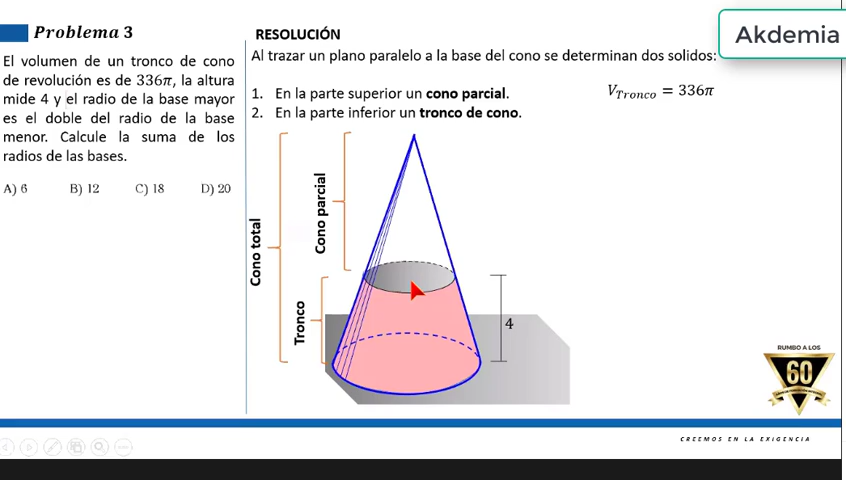 Problema 3
El volumen de un tronco de cono
de revolución es de 336π, la altura
mide 4 y el radio de la base mayor
es el doble del radio de la base
menor. Calcule la suma de los
radios de las bases.
A) 6 B) 12 C) 18 D) 20
RESOLUCIÓN
Al trazar un plano paralelo a la base del cono se determinan dos solidos:
1. En la parte superior un cono parcial.
2. En la parte inferior un tronco de cono.
V_Tronco = 336π
Akdemia
Cono total
Cono parcial
Tronco
4
RUMBO A LOS
60
CREEMOS EN LA EXIGENCIA